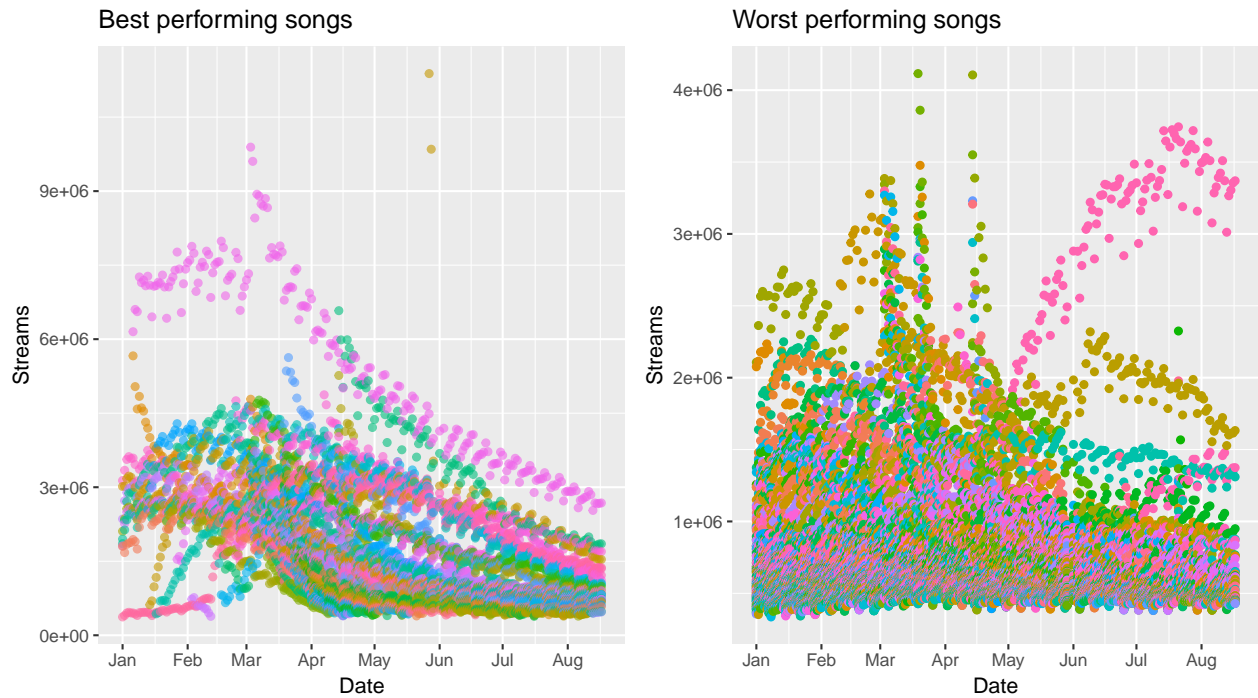 Best performing songs
Streams
9e+06
6e+06
3e+06
0e+00
Jan Feb Mar Apr May Jun Jul Aug
Date
Worst performing songs
Streams
4e+06
3e+06
2e+06
1e+06
Jan Feb Mar Apr May Jun Jul Aug
Date